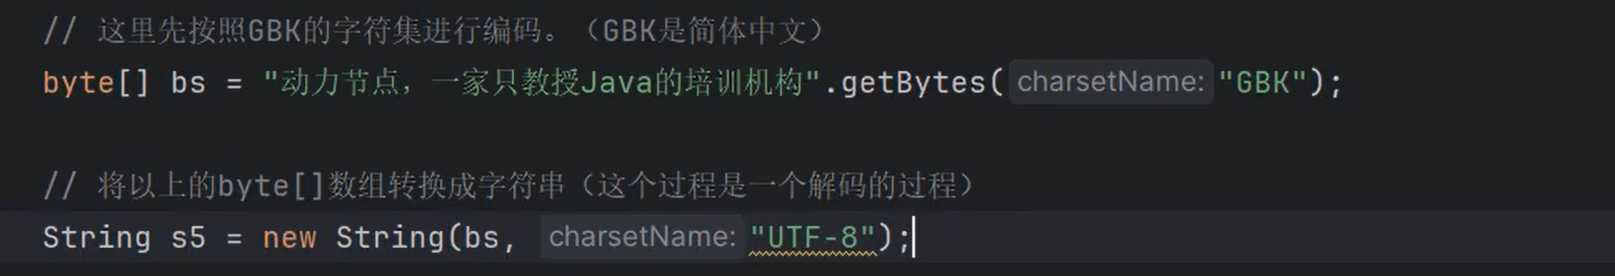 // 这里先按照GBK的字符集进行编码。（GBK是简体中文）
byte[] bs = "动力节点，一家只教授Java的培训机构".getBytes( charsetName: "GBK");
// 将以上的byte[]数组转换成字符串（这个过程是一个解码的过程）
String s5 = new String(bs, charsetName: "UTF-8");